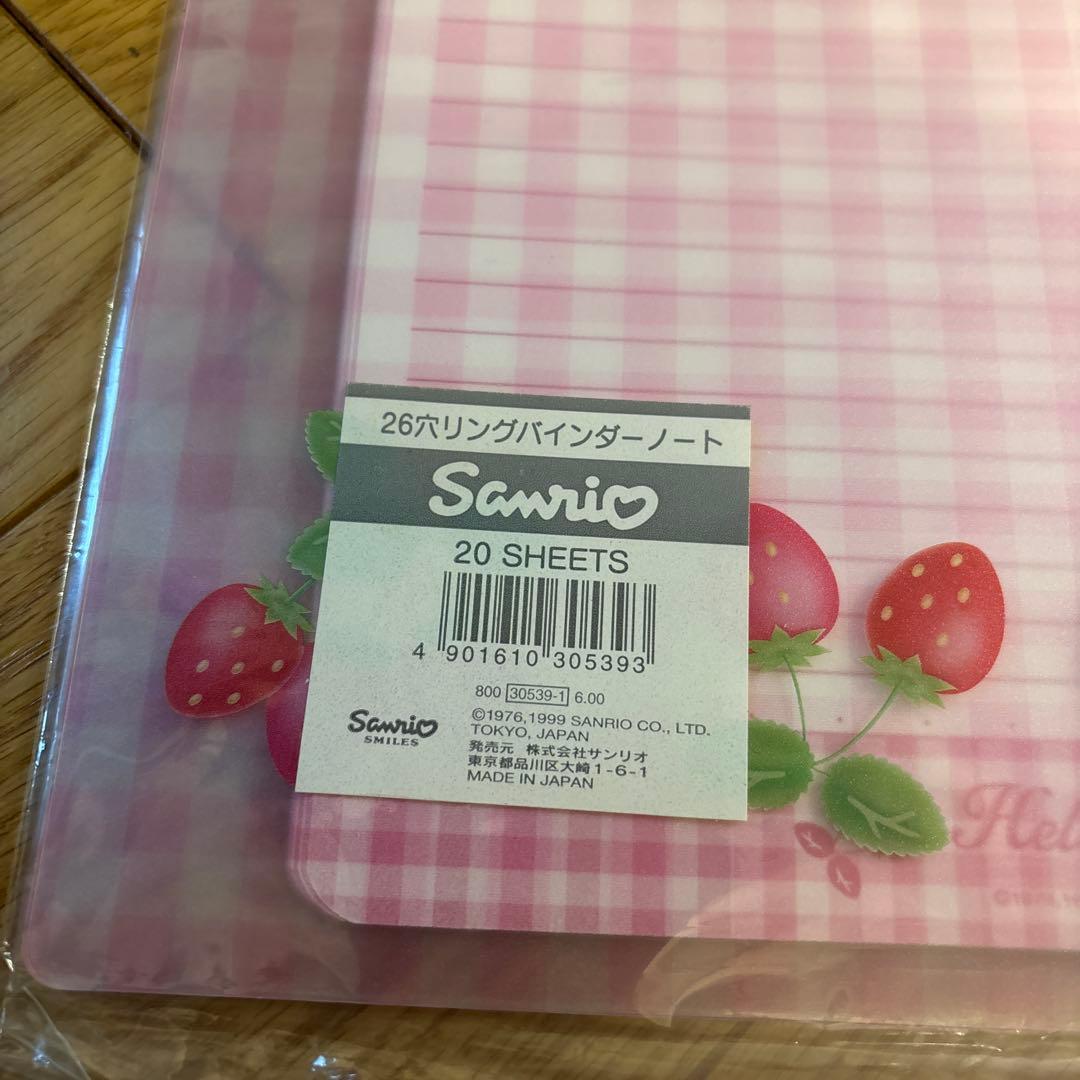 26穴リングバインダーノート
Sanrio
20 SHEETS
4 901610 305393
800 30539-1 6.00
Sanrio
SMILES
©1976,1999 SANRIO CO., LTD.
TOKYO, JAPAN
発売元 株式会社サンリオ
東京都品川区大崎1-6-1
MADE IN JAPAN
Hel